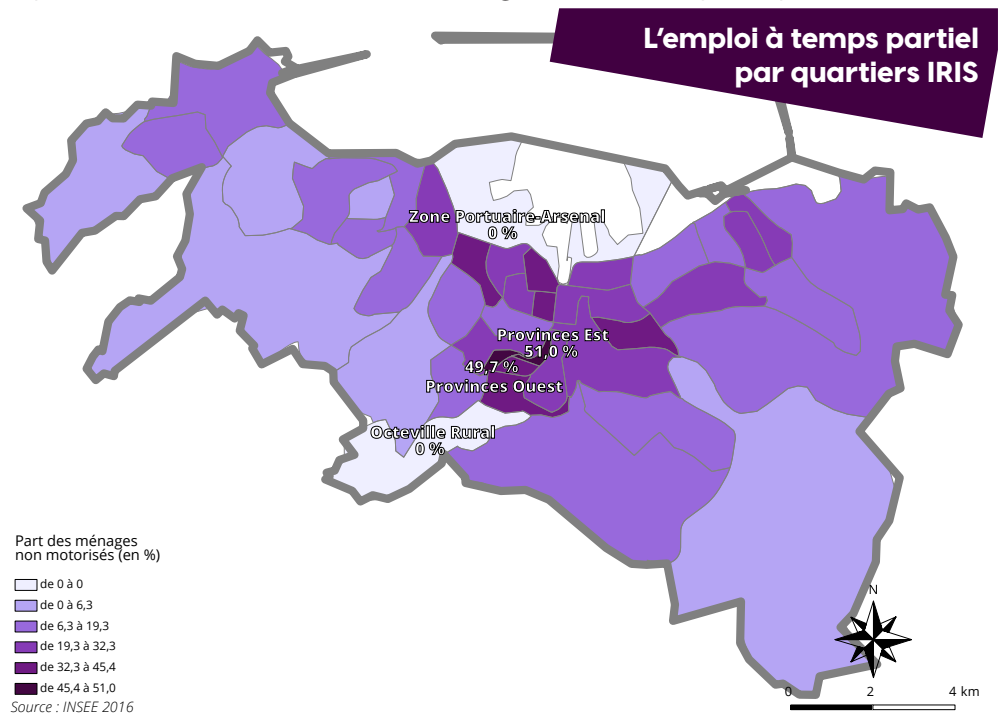 L'emploi à temps partiel
par quartiers IRIS
Zone Portuaire-Arsenal
0 %
Provinces Est
51,0 %
49,7 %
Provinces Ouest
Octeville Rural
0 %
Part des ménages
non motorisés (en %)
de 0 à 0
de 0 à 6,3
de 6,3 à 19,3
de 19,3 à 32,3
de 32,3 à 45,4
de 45,4 à 51,0
Source : INSEE 2016
N
0 2 4 km